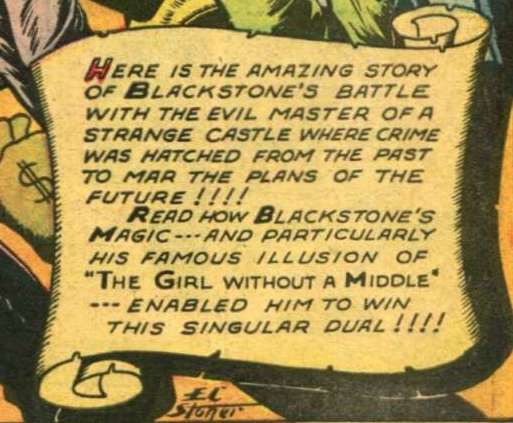 HERE IS THE AMAZING STORY
OF BLACKSTONE'S BATTLE
WITH THE EVIL MASTER OF A
STRANGE CASTLE WHERE CRIME
WAS HATCHED FROM THE PAST
TO MAR THE PLANS OF THE
FUTURE!!!!
READ HOW BLACKSTONE'S
MAGIC---AND PARTICULARLY
HIS FAMOUS ILLUSION OF
"THE GIRL WITHOUT A MIDDLE"
---ENABLED HIM TO WIN
THIS SINGULAR DUAL!!!!
$
El
Stoner